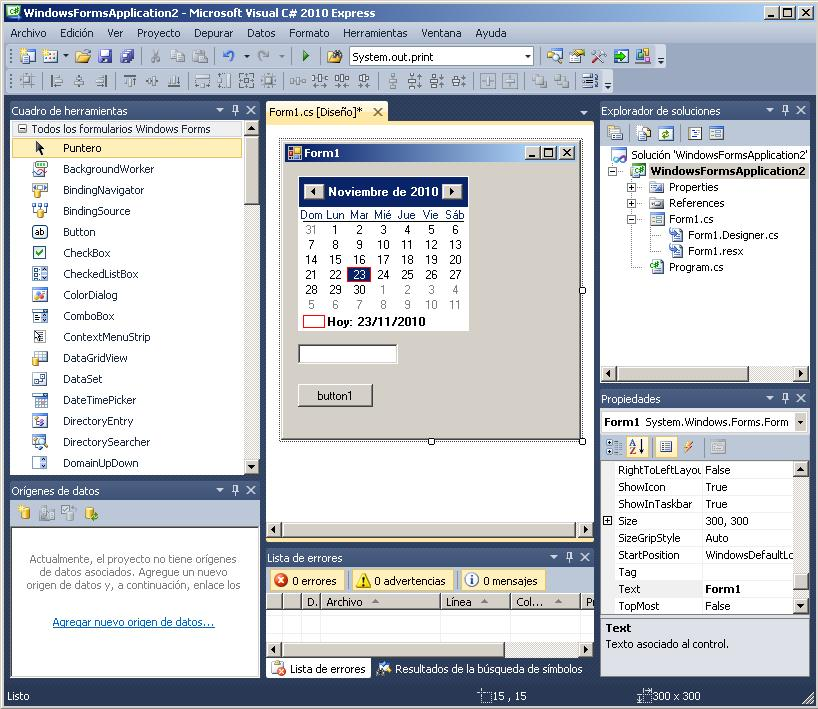 WindowsFormsApplication2 - Microsoft Visual C# 2010 Express
Archivo Edición Ver Proyecto Depurar Datos Formato Herramientas Ventana Ayuda
System.out.print
Cuadro de herramientas
Todos los formularios Windows Forms
Puntero
BackgroundWorker
BindingNavigator
BindingSource
Button
CheckBox
CheckedListBox
ColorDialog
ComboBox
ContextMenuStrip
DataGridView
DataSet
DateTimePicker
DirectoryEntry
DirectorySearcher
DomainUpDown
Orígenes de datos
Actualmente, el proyecto no tiene orígenes
de datos asociados. Agregue un nuevo
origen de datos y, a continuación, enlace los
Agregar nuevo origen de datos...
Form1.cs [Diseño]*
Form1
Noviembre de 2010
Dom Lun Mar Mié Jue Vie Sáb
31 1 2 3 4 5 6
7 8 9 10 11 12 13
14 15 16 17 18 19 20
21 22 23 24 25 26 27
28 29 30 1 2 3 4
5 6 7 8 9 10 11
Hoy: 23/11/2010
button1
Lista de errores
0 errores 0 advertencias 0 mensajes
D. Archivo Línea Col...
Lista de errores Resultados de la búsqueda de símbolos
Explorador de soluciones
Solución 'WindowsFormsApplication2'
WindowsFormsApplication2
Properties
References
Form1.cs
Form1.Designer.cs
Form1.resx
Program.cs
Propiedades
Form1 System.Windows.Forms.Form
RightToLeftLayou False
ShowIcon True
ShowInTaskbar True
Size 300, 300
SizeGripStyle Auto
StartPosition WindowsDefaultLo
Tag
Text Form1
TopMost False
Text
Texto asociado al control.
Listo 15 , 15 300 x 300